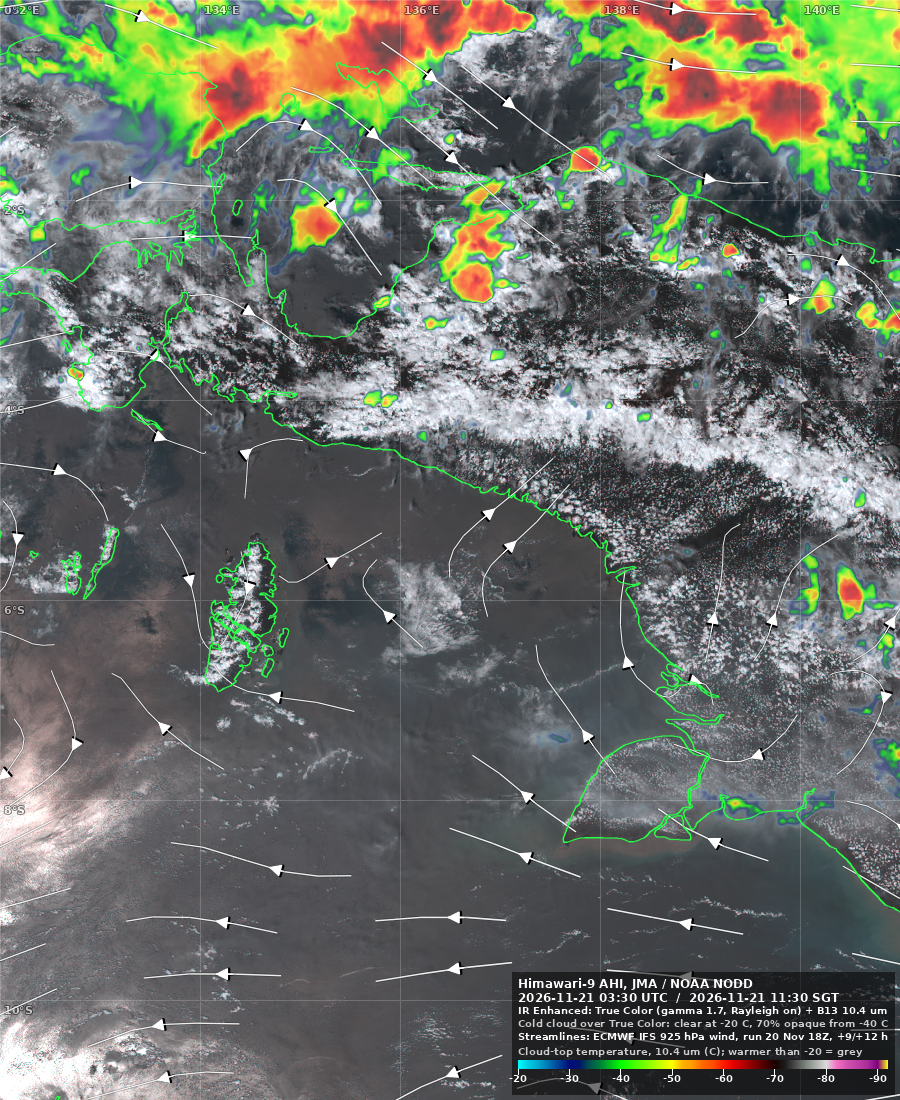 052°E
134°E
136°E
138°E
140°E
2°S
4°S
6°S
8°S
10°S
Himawari-9 AHI, JMA / NOAA NODD
2026-11-21 03:30 UTC / 2026-11-21 11:30 SGT
IR Enhanced: True Color (gamma 1.7, Rayleigh on) + B13 10.4 um
Cold cloud over True Color: clear at -20 C, 70% opaque from -40 C
Streamlines: ECMWF IFS 925 hPa wind, run 20 Nov 18Z, +9/+12 h
Cloud-top temperature, 10.4 um (C); warmer than -20 = grey
-20 -30 -40 -50 -60 -70 -80 -90